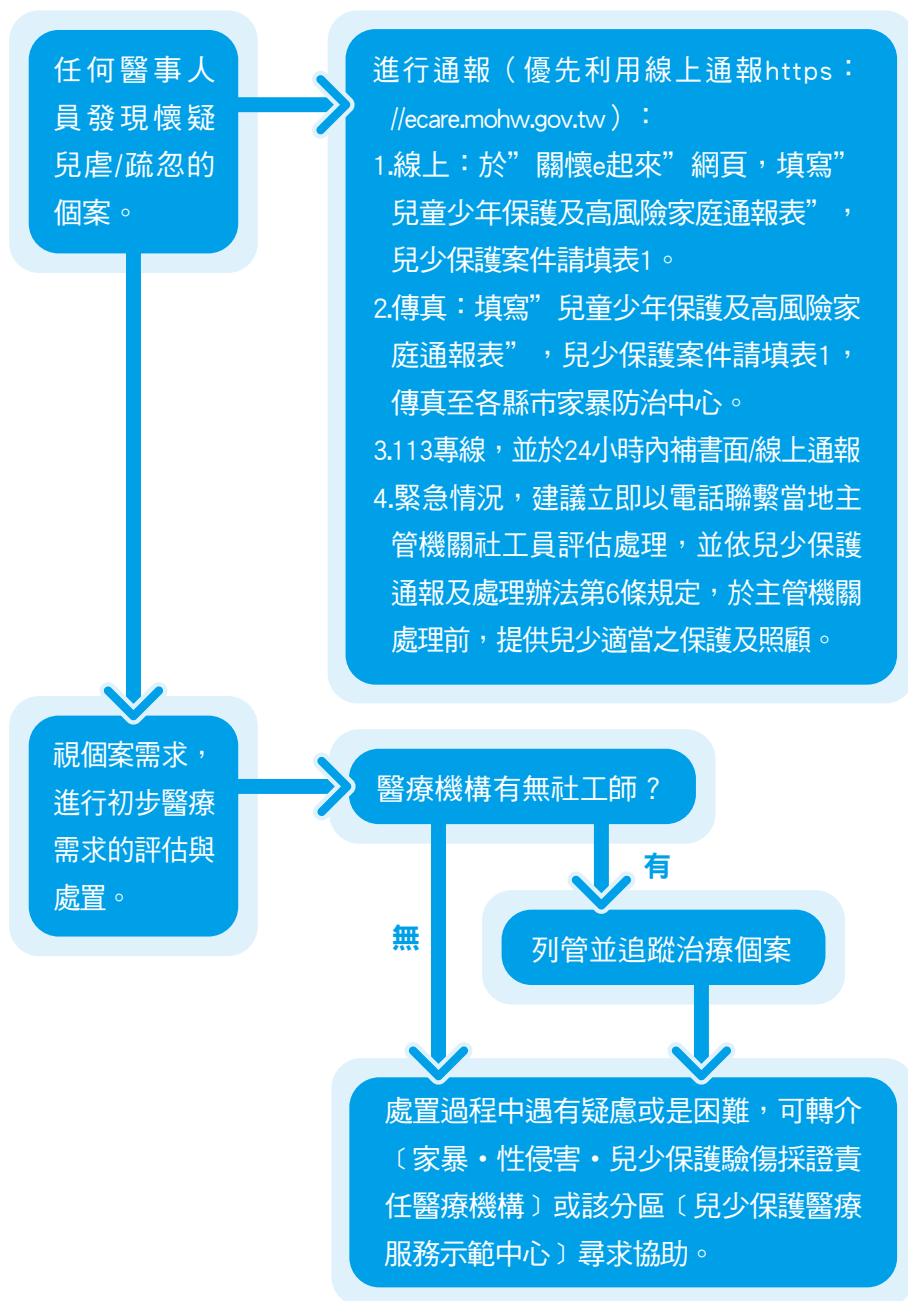 任何醫事人
員發現懷疑
兒虐/疏忽的
個案。
進行通報（優先利用線上通報https：
//ecare.mohw.gov.tw）：
1.線上：於”關懷e起來”網頁，填寫”
兒童少年保護及高風險家庭通報表”，
兒少保護案件請填表1。
2.傳真：填寫”兒童少年保護及高風險家
庭通報表”，兒少保護案件請填表1，
傳真至各縣市家暴防治中心。
3.113專線，並於24小時內補書面/線上通報
4.緊急情況，建議立即以電話聯繫當地主
管機關社工員評估處理，並依兒少保護
通報及處理辦法第6條規定，於主管機關
處理前，提供兒少適當之保護及照顧。
視個案需求，
進行初步醫療
需求的評估與
處置。
醫療機構有無社工師？
有
無
列管並追蹤治療個案
處置過程中遇有疑慮或是困難，可轉介
〔家暴‧性侵害‧兒少保護驗傷採證責
任醫療機構〕或該分區〔兒少保護醫療
服務示範中心〕尋求協助。